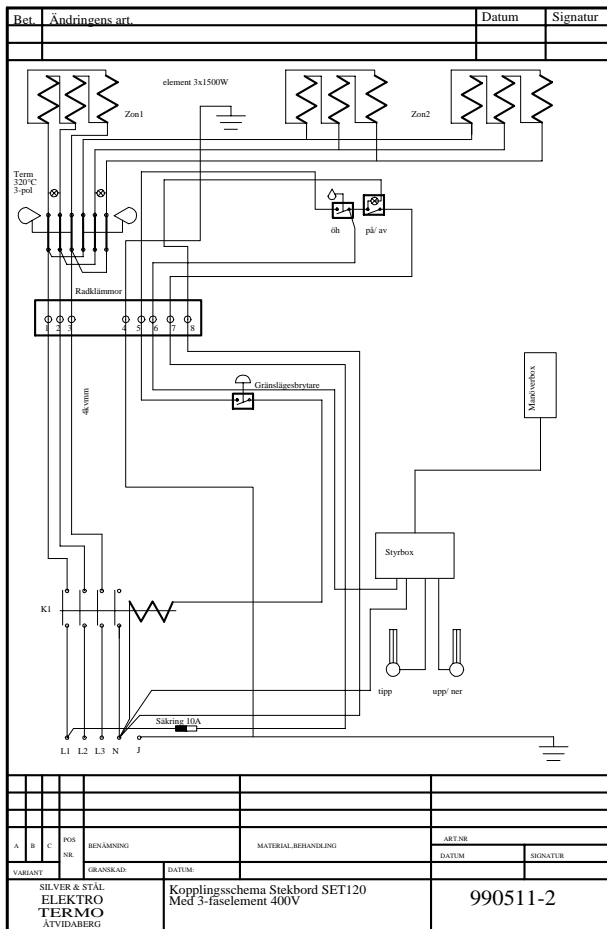 Bet. Ändringens art. Datum Signatur
element 3x1500W
Zon1 Zon2
Term
320°C
3-pol
öh på/ av
Radklämmor
1 2 3 4 5 6 7 8
4kvmm
Gränslägesbrytare
Manöverbox
Styrbox
K1
tipp upp/ ner
Säkring 10A
L1 L2 L3 N J
A B C POS NR. BENÄMNING MATERIAL,BEHANDLING ART.NR
DATUM SIGNATUR
VARIANT GRANSKAD: DATUM:
SILVER & STÅL
ELEKTRO
TERMO
ÅTVIDABERG
Kopplingsschema Stekbord SET120
Med 3-faselement 400V
990511-2